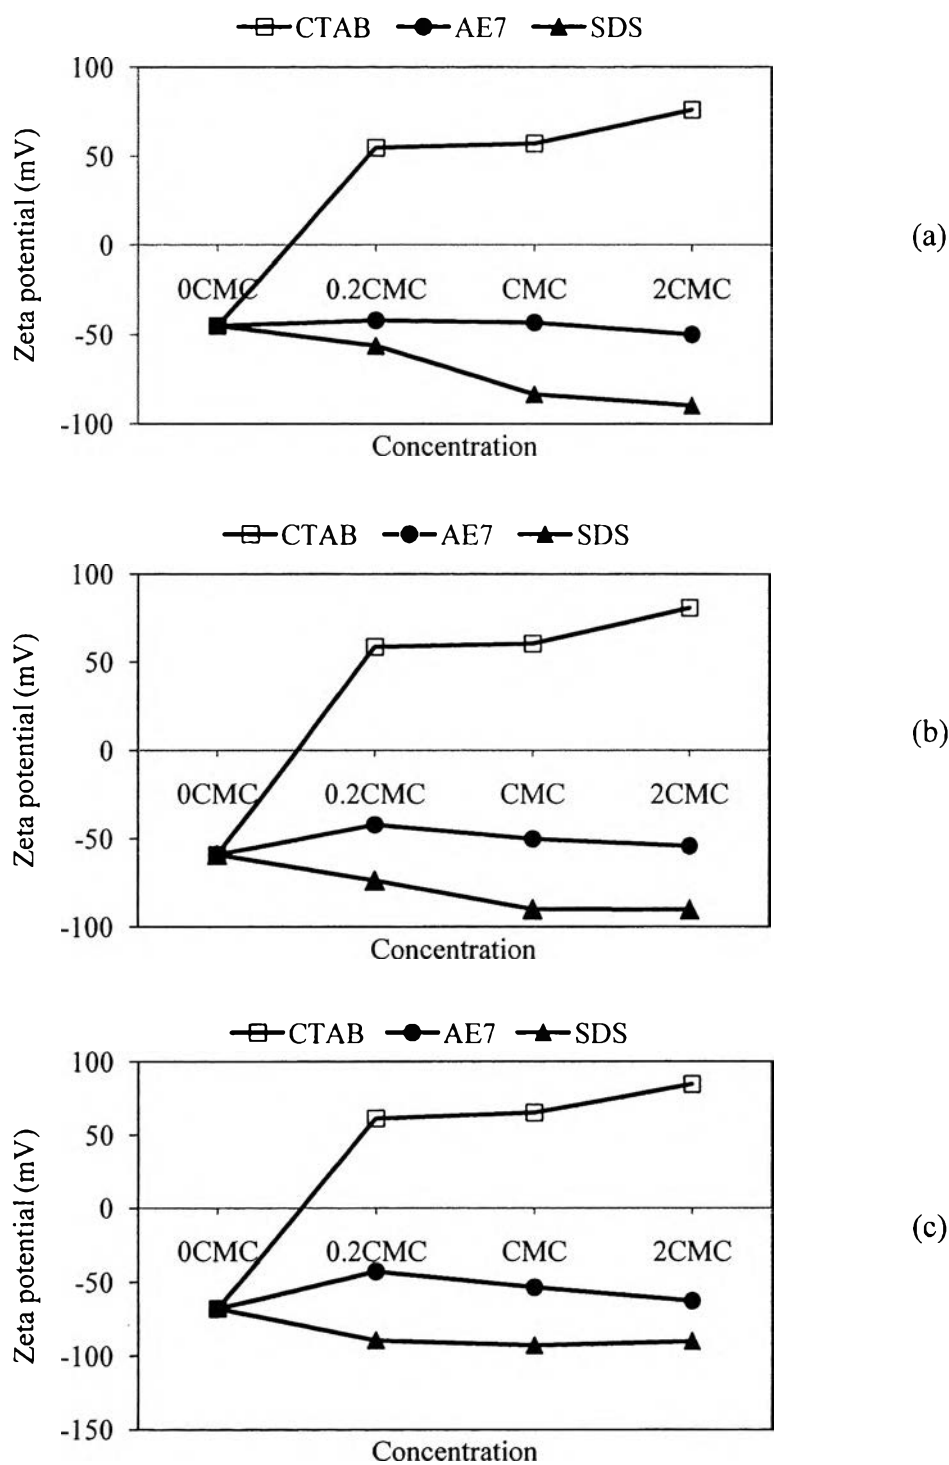 CTAB AE7 SDS
100
50
0
-50
-100
Zeta potential (mV)
0CMC 0.2CMC CMC 2CMC
Concentration
(a)
CTAB AE7 SDS
100
50
0
-50
-100
Zeta potential (mV)
0CMC 0.2CMC CMC 2CMC
Concentration
(b)
CTAB AE7 SDS
100
50
0
-50
-100
-150
Zeta potential (mV)
0CMC 0.2CMC CMC 2CMC
Concentration
(c)